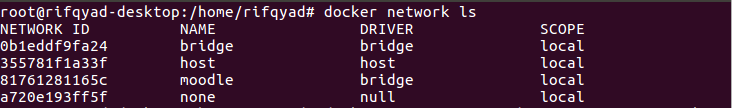 root@rifqyad-desktop:/home/rifqyad# docker network ls
NETWORK ID          NAME                DRIVER              SCOPE
0b1eddf9fa24        bridge              bridge              local
355781f1a33f        host                host                local
81761281165c        moodle              bridge              local
a720e193ff5f        none                null                local